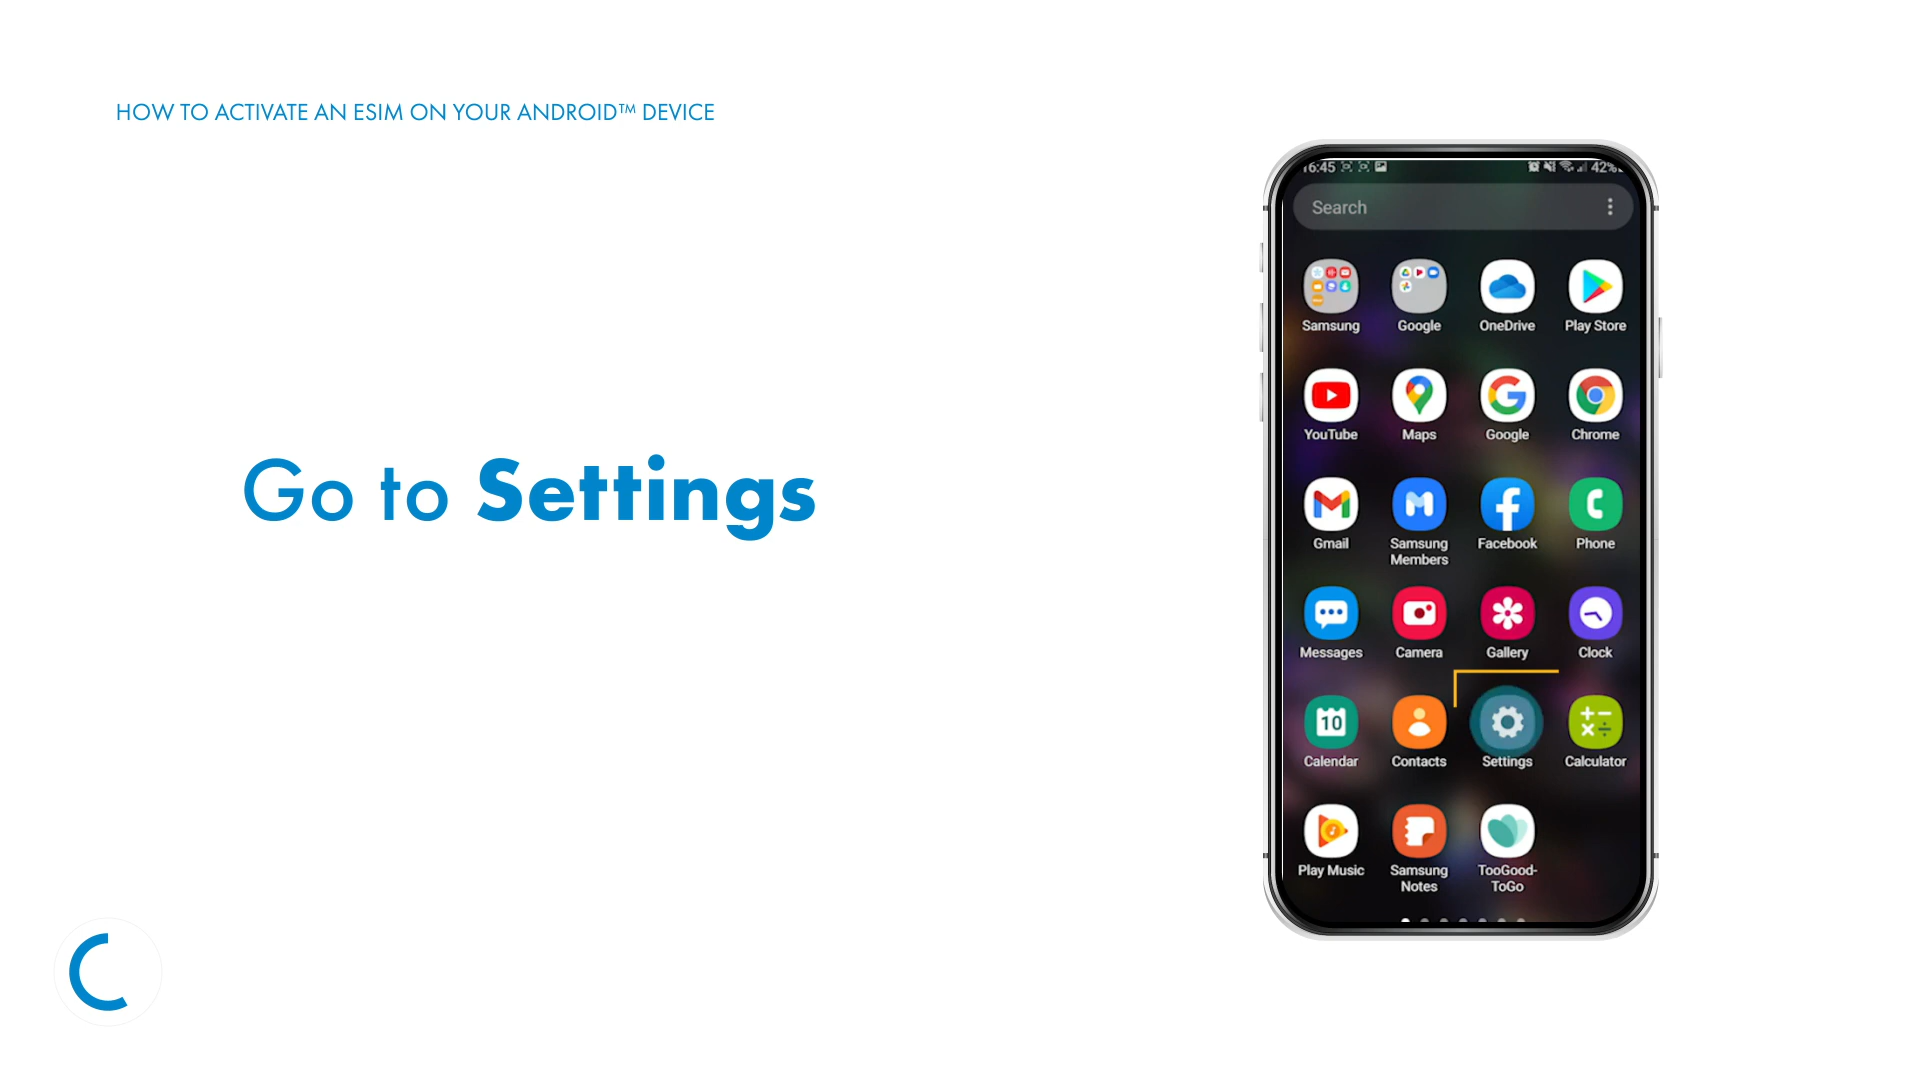 HOW TO ACTIVATE AN ESIM ON YOUR ANDROID™ DEVICE
Go to Settings
16:45 42%
Search
Samsung Google OneDrive Play Store
YouTube Maps Google Chrome
Gmail Samsung Members Facebook Phone
Messages Camera Gallery Clock
10
Calendar Contacts Settings Calculator
Play Music Samsung Notes TooGood-ToGo